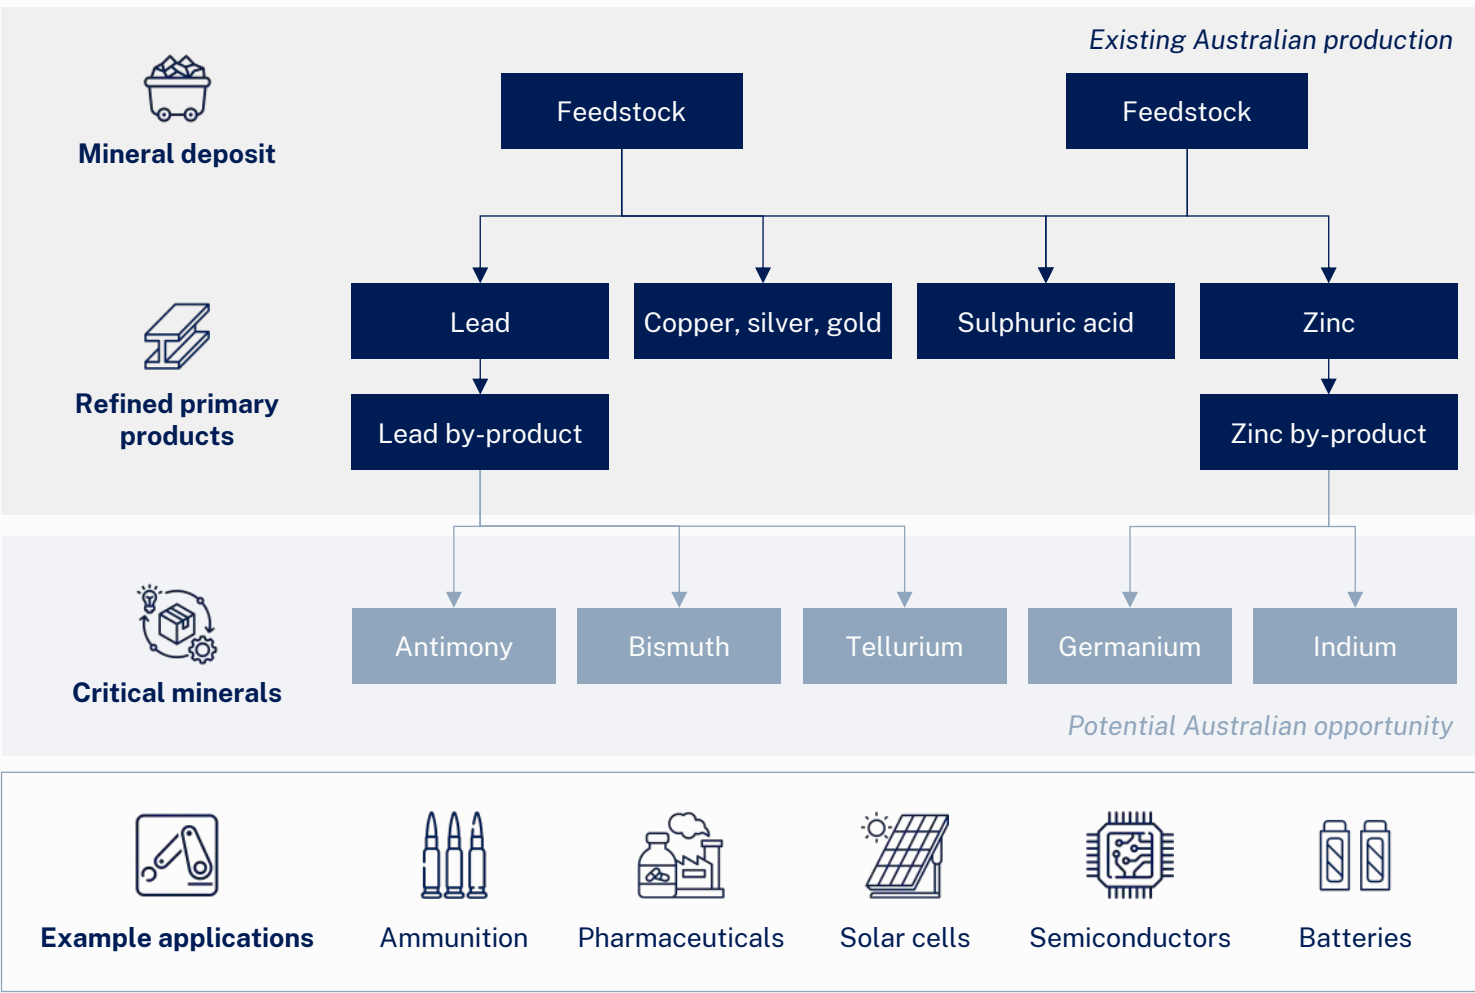 Existing Australian production
Mineral deposit
Feedstock
Feedstock
Refined primary
products
Lead
Copper, silver, gold
Sulphuric acid
Zinc
Lead by-product
Zinc by-product
Critical minerals
Antimony
Bismuth
Tellurium
Germanium
Indium
Potential Australian opportunity
Example applications
Ammunition
Pharmaceuticals
Solar cells
Semiconductors
Batteries